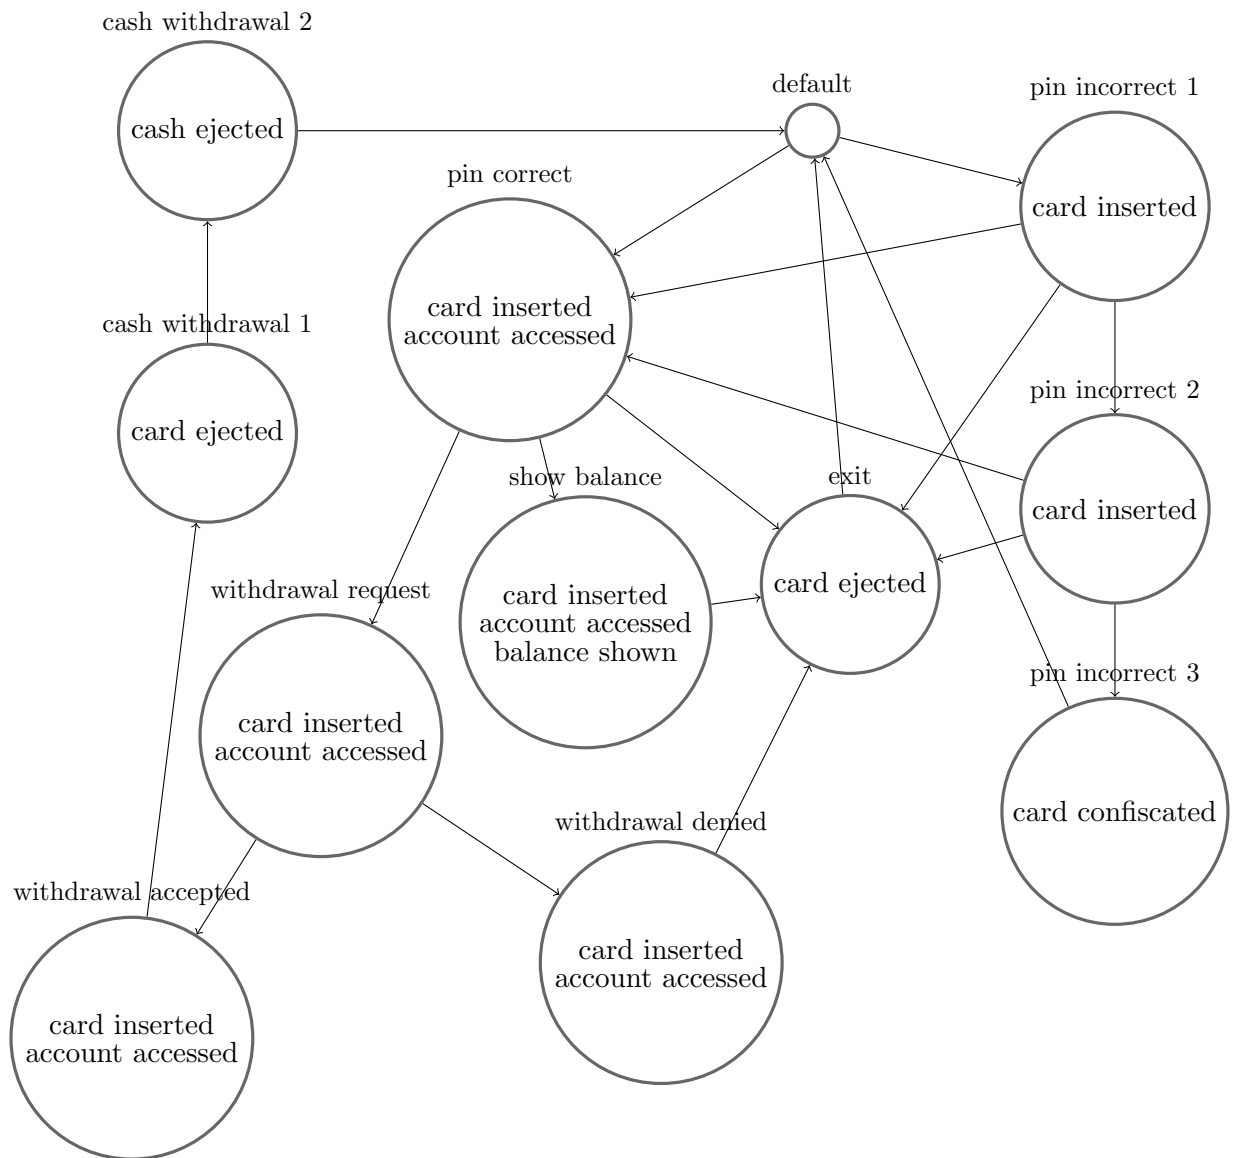 cash withdrawal 2
cash ejected
default
pin incorrect 1
card inserted
pin correct
card inserted
account accessed
cash withdrawal 1
card ejected
pin incorrect 2
card inserted
show balance
card inserted
account accessed
balance shown
exit
card ejected
withdrawal request
card inserted
account accessed
pin incorrect 3
card confiscated
withdrawal denied
card inserted
account accessed
withdrawal accepted
card inserted
account accessed